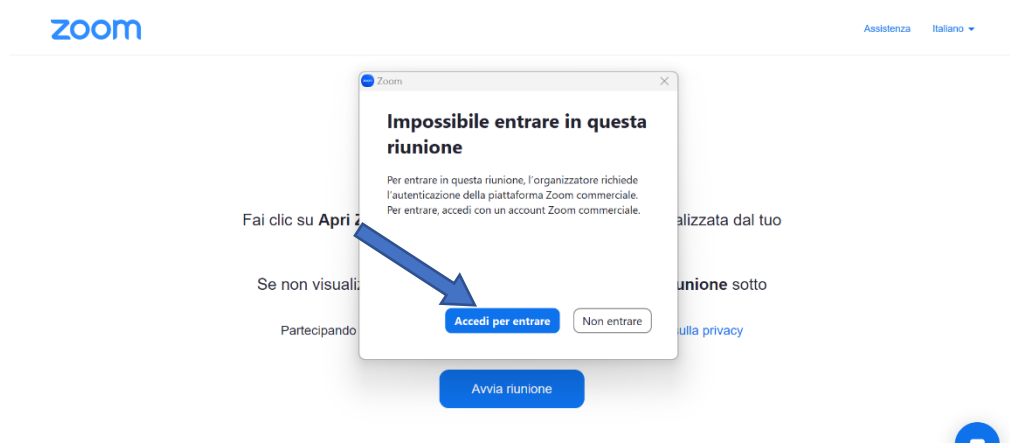 zoom
Assistenza Italiano
Zoom
Impossibile entrare in questa
riunione
Per entrare in questa riunione, l'organizzatore richiede
l'autenticazione della piattaforma Zoom commerciale.
Per entrare, accedi con un account Zoom commerciale.
Fai clic su Apri alizzata dal tuo
Se non visuali unione sotto
Accedi per entrare Non entrare
Partecipando ulla privacy
Avvia riunione